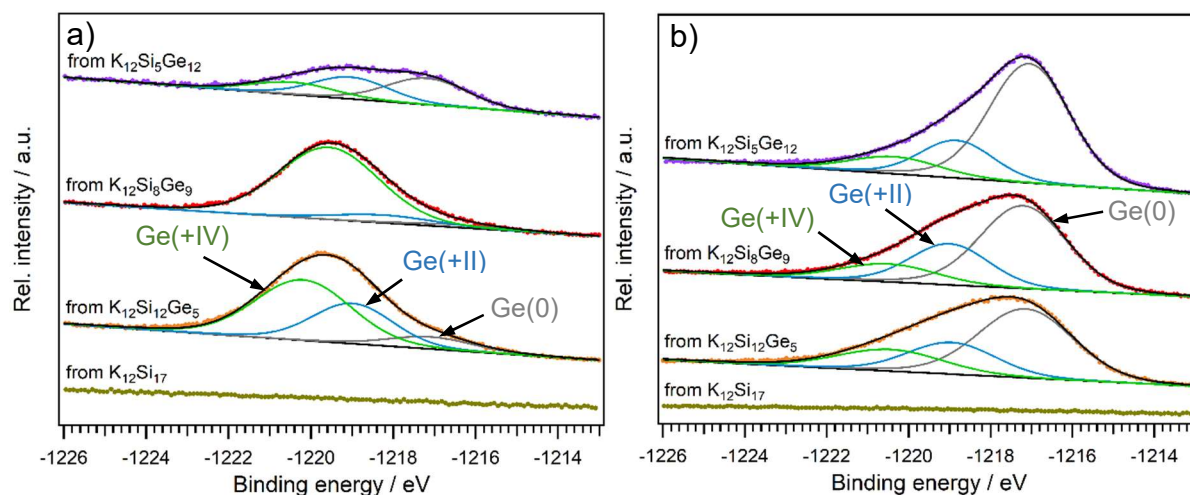 a)
from K₁₂Si₅Ge₁₂
from K₁₂Si₈Ge₉
Ge(+IV)
Ge(+II)
from K₁₂Si₁₂Ge₅
Ge(0)
from K₁₂Si₁₇
Rel. intensity / a.u.
-1226 -1224 -1222 -1220 -1218 -1216 -1214
Binding energy / eV
b)
from K₁₂Si₅Ge₁₂
Ge(+II)
Ge(+IV)
Ge(0)
from K₁₂Si₈Ge₉
from K₁₂Si₁₂Ge₅
from K₁₂Si₁₇
Rel. intensity / a.u.
-1226 -1224 -1222 -1220 -1218 -1216 -1214
Binding energy / eV